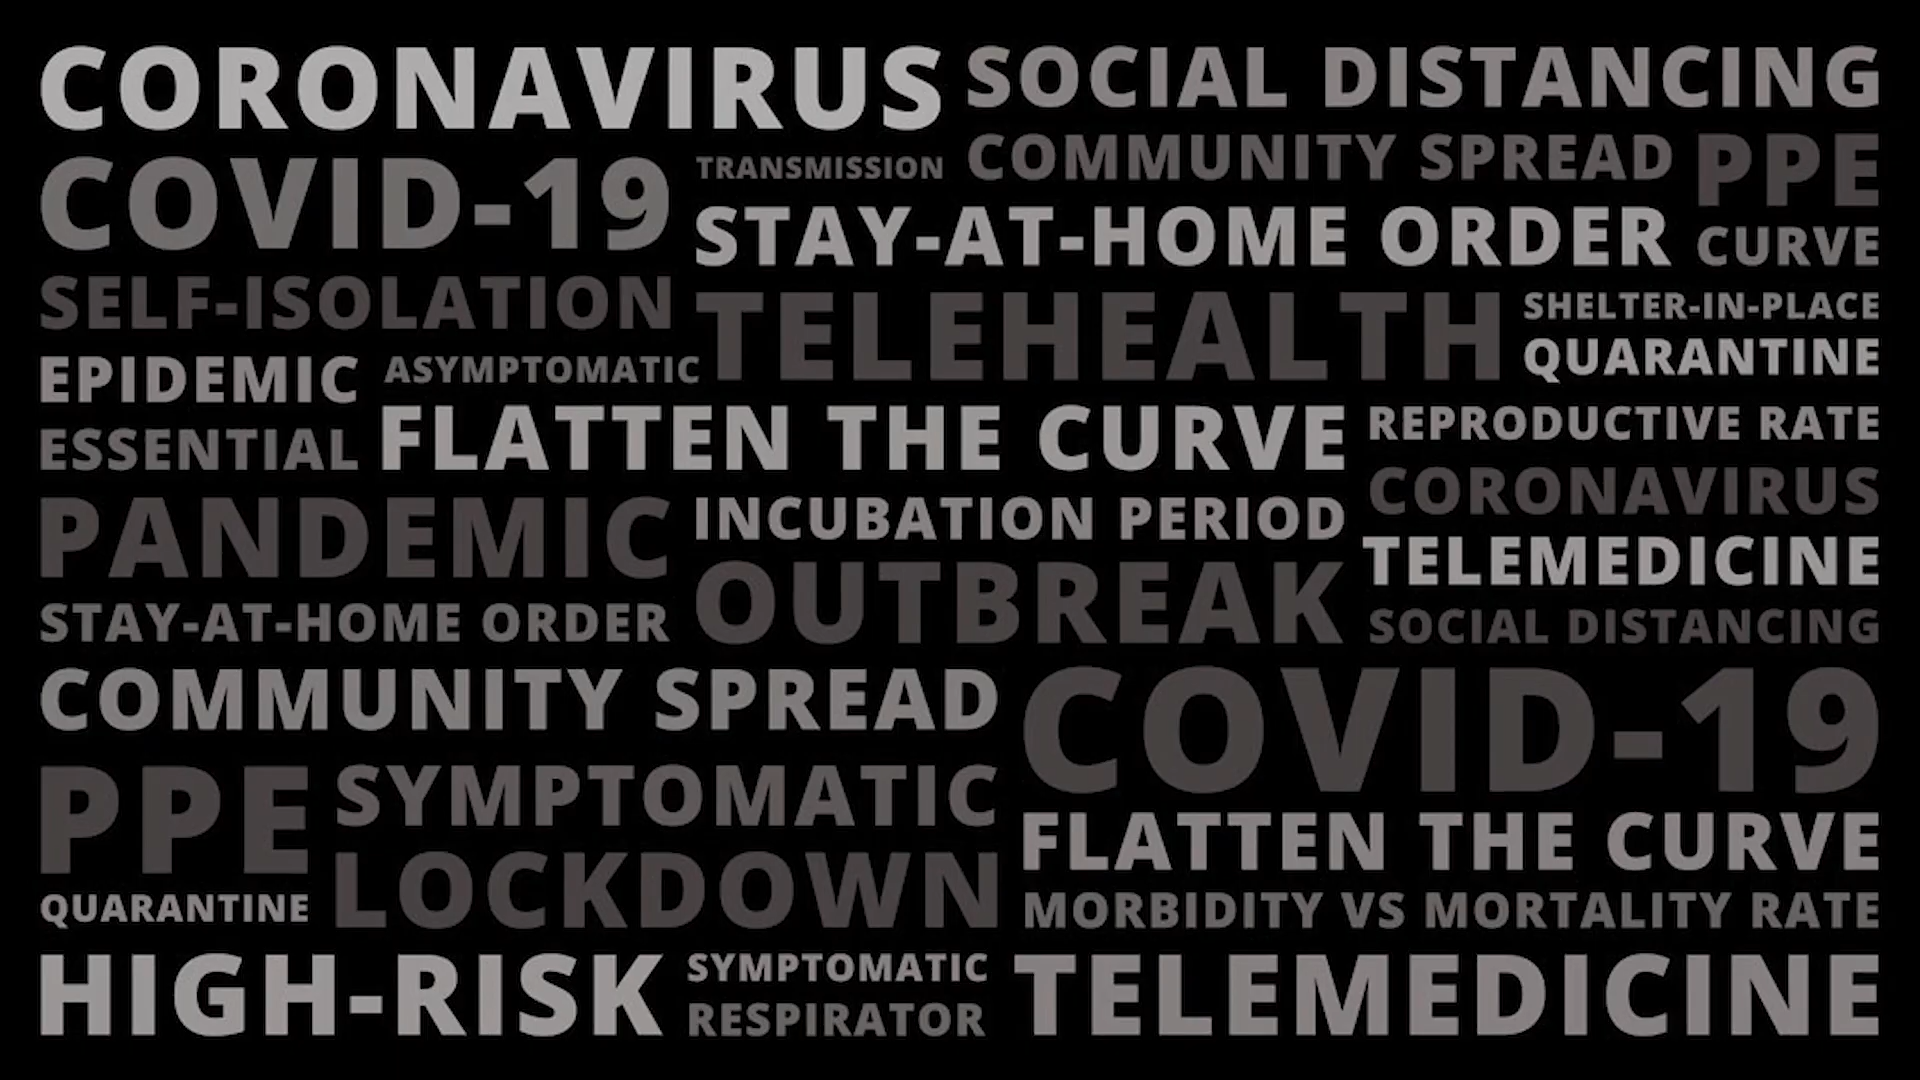 CORONAVIRUS
SOCIAL DISTANCING
COVID-19
TRANSMISSION
COMMUNITY SPREAD
PPE
STAY-AT-HOME ORDER
CURVE
SELF-ISOLATION
TELEHEALTH
SHELTER-IN-PLACE
QUARANTINE
EPIDEMIC
ASYMPTOMATIC
ESSENTIAL
FLATTEN THE CURVE
REPRODUCTIVE RATE
CORONAVIRUS
PANDEMIC
INCUBATION PERIOD
TELEMEDICINE
OUTBREAK
STAY-AT-HOME ORDER
SOCIAL DISTANCING
COMMUNITY SPREAD
COVID-19
PPE
SYMPTOMATIC
FLATTEN THE CURVE
LOCKDOWN
QUARANTINE
MORBIDITY VS MORTALITY RATE
HIGH-RISK
SYMPTOMATIC
RESPIRATOR
TELEMEDICINE